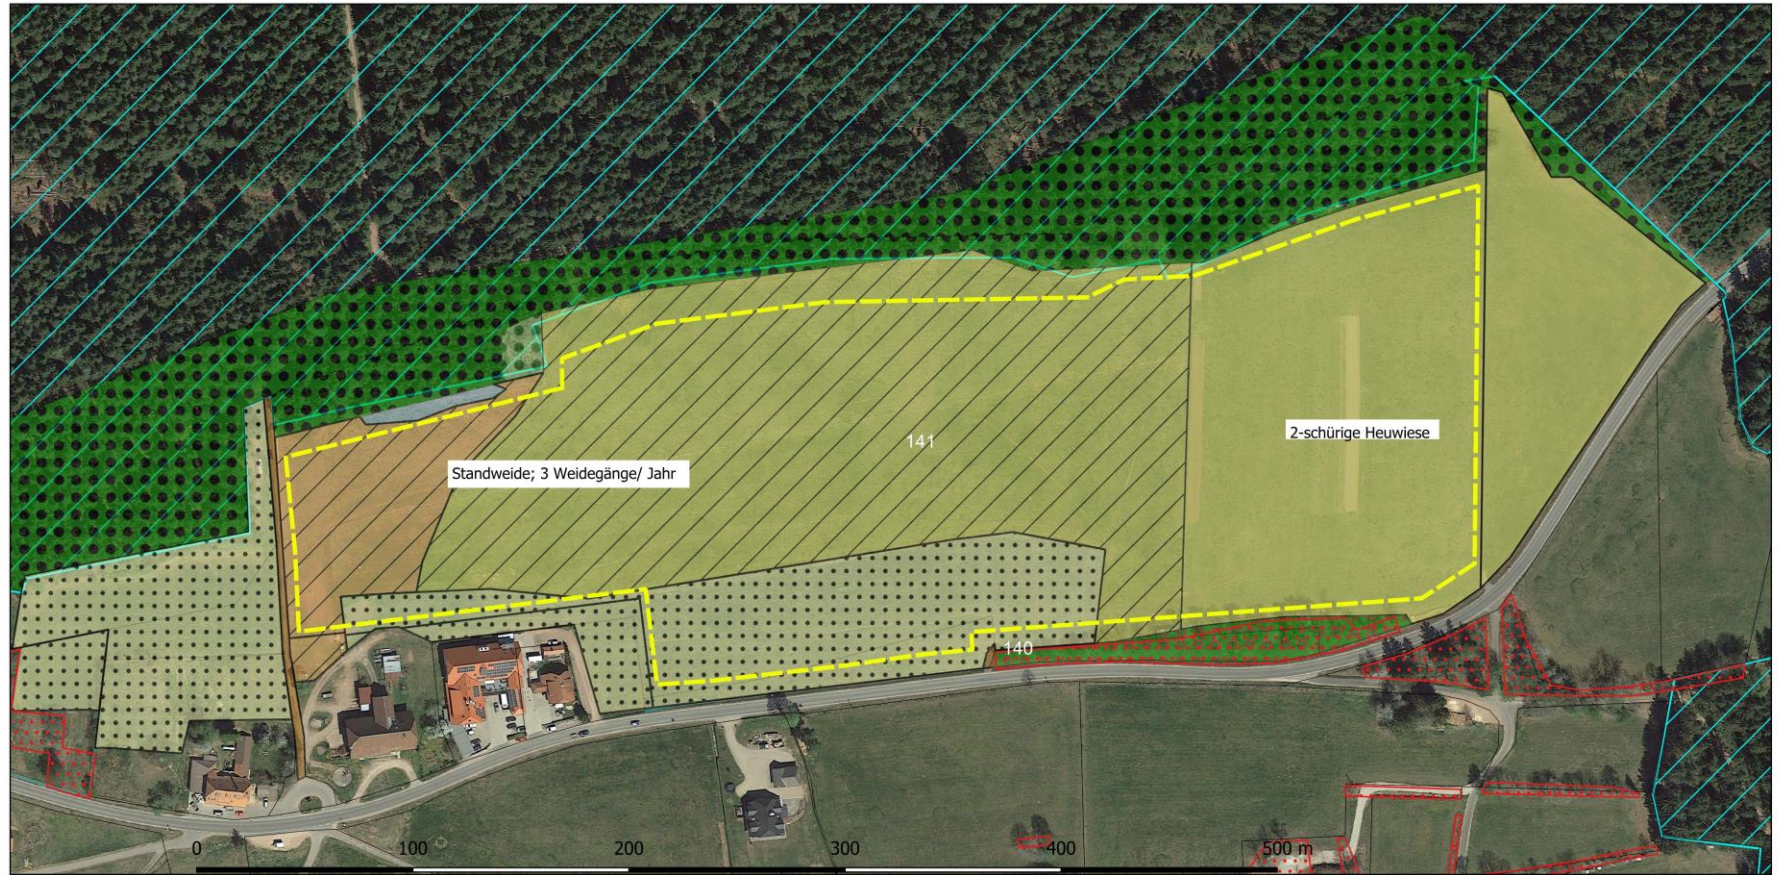 2-schürige Heuwiese
141
Standweide; 3 Weidegänge/ Jahr
140
0 100 200 300 400 500 m